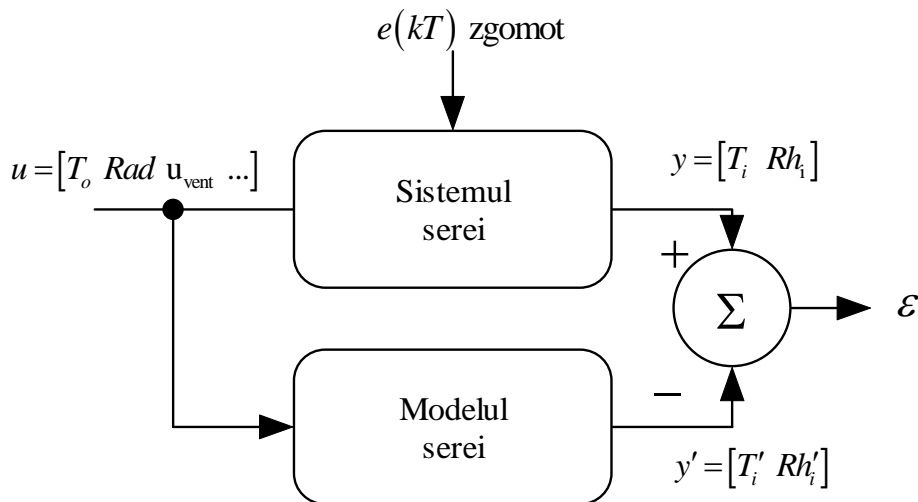 e(kT) zgomot
u = [T_o Rad u_vent ...]
Sistemul
serei
y = [T_i Rh_i]
+
Σ
ε
−
Modelul
serei
y′ = [T_i′ Rh_i′]